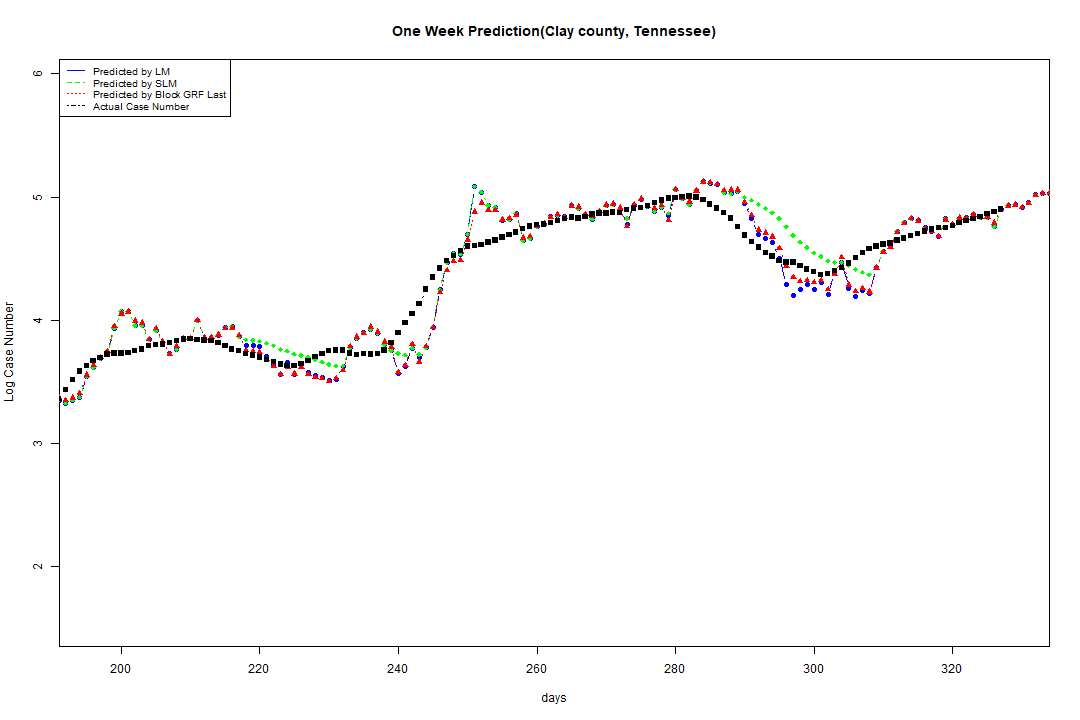 One Week Prediction(Clay county, Tennessee)
Predicted by LM
Predicted by SLM
Predicted by Block GRF Last
Actual Case Number
6
5
4
3
2
Log Case Number
200 220 240 260 280 300 320
days